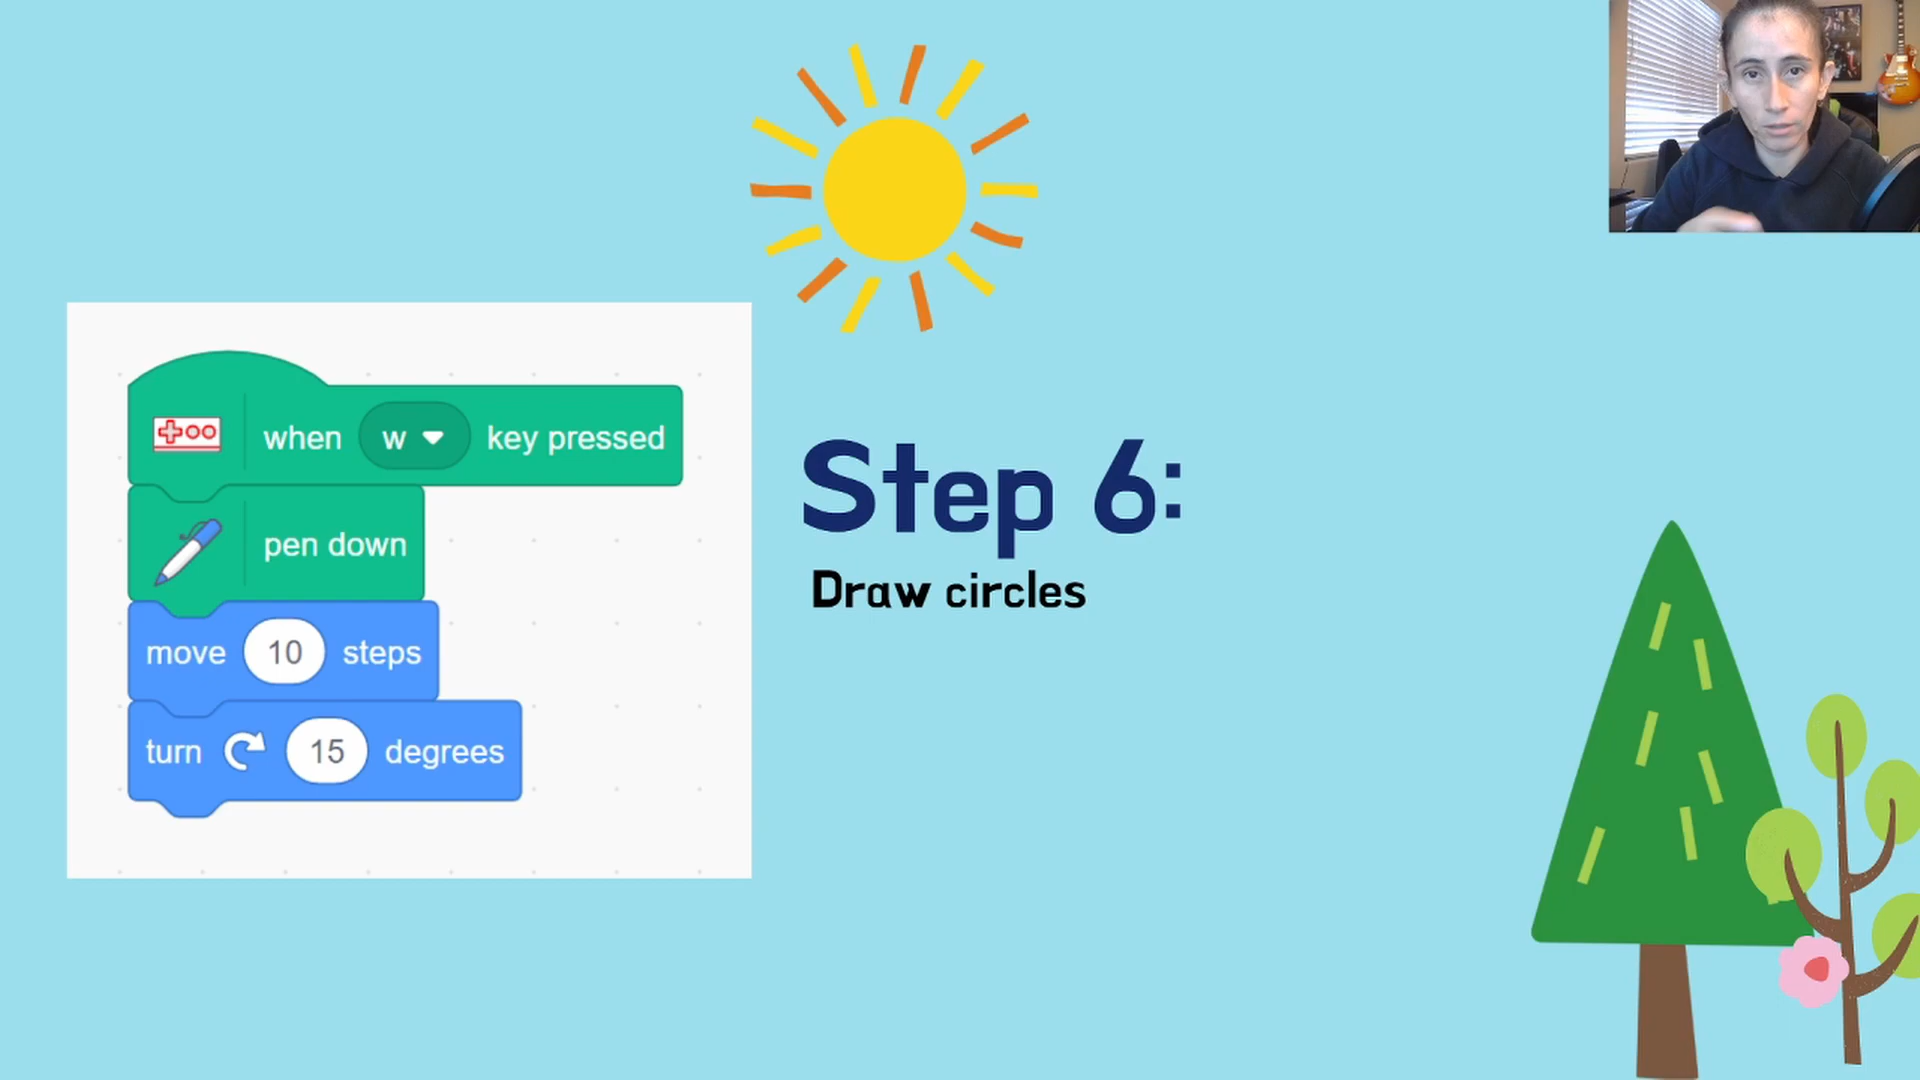 when w key pressed
pen down
move 10 steps
turn 15 degrees
Step 6:
Draw circles